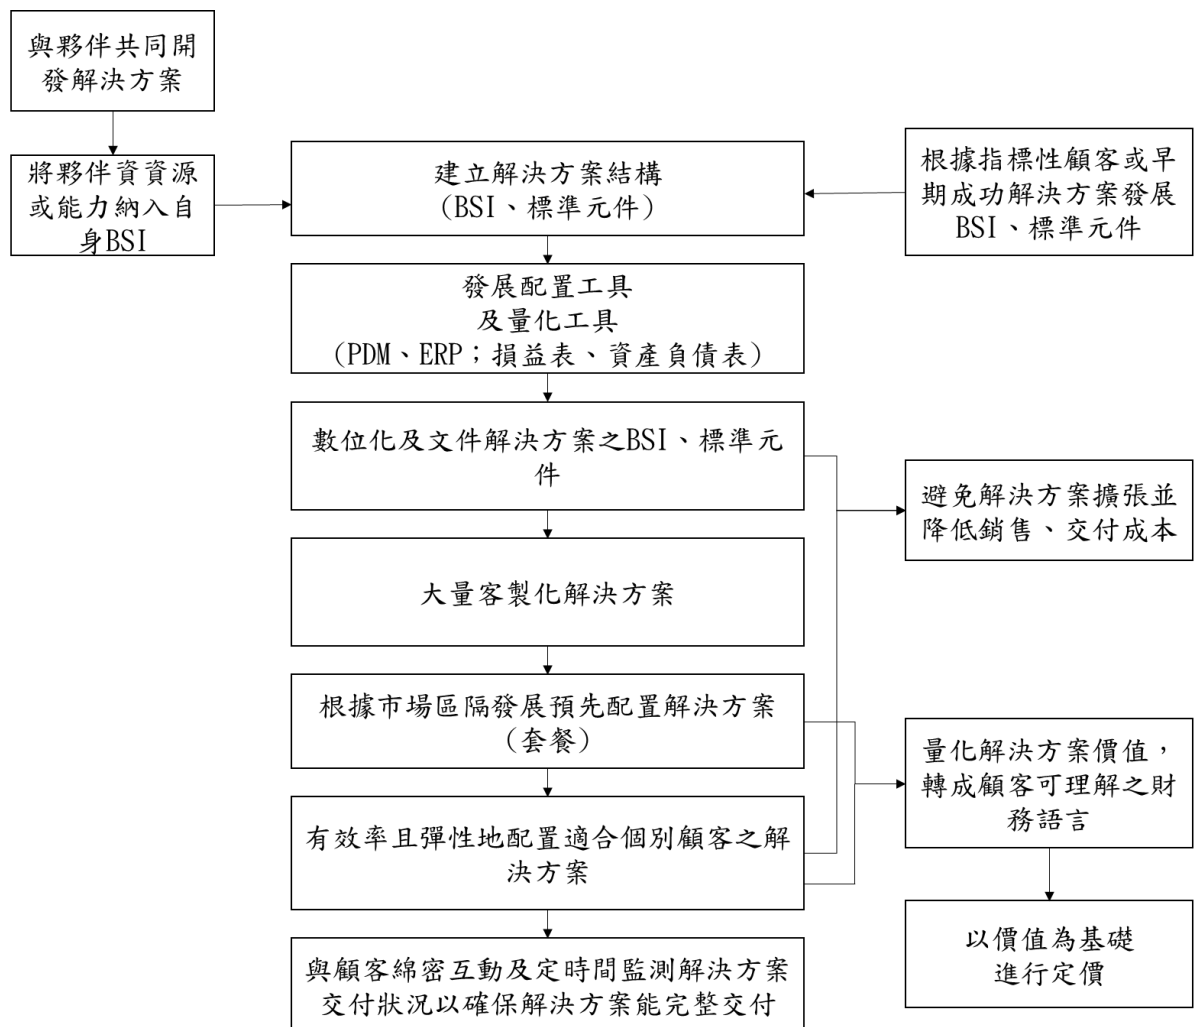 與夥伴共同開
發解決方案
將夥伴資資源
或能力納入自
身BSI
建立解決方案結構
（BSI、標準元件）
根據指標性顧客或早
期成功解決方案發展
BSI、標準元件
發展配置工具
及量化工具
（PDM、ERP；損益表、資產負債表）
數位化及文件解決方案之BSI、標準元
件
避免解決方案擴張並
降低銷售、交付成本
大量客製化解決方案
根據市場區隔發展預先配置解決方案
（套餐）
量化解決方案價值，
轉成顧客可理解之財
務語言
有效率且彈性地配置適合個別顧客之解
決方案
以價值為基礎
進行定價
與顧客綿密互動及定時間監測解決方案
交付狀況以確保解決方案能完整交付